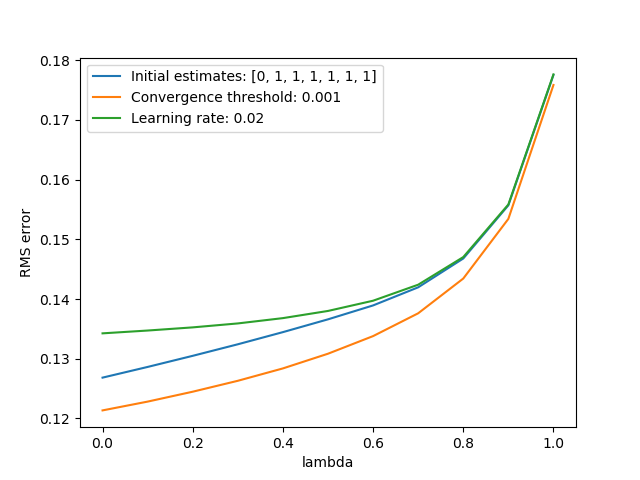 0.18
0.17
0.16
0.15
0.14
0.13
0.12
RMS error
Initial estimates: [0, 1, 1, 1, 1, 1, 1]
Convergence threshold: 0.001
Learning rate: 0.02
0.0 0.2 0.4 0.6 0.8 1.0
lambda